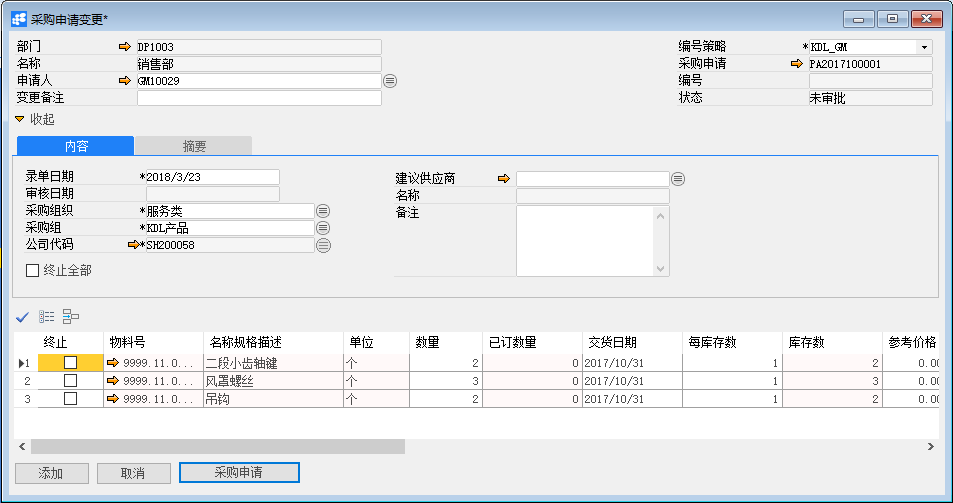 采购申请变更*
部门 DP1003 编号策略 *KDL_GM
名称 销售部 采购申请 PA2017100001
申请人 GM10029 编号
变更备注 状态 未审批
收起
内容 摘要
录单日期 *2018/3/23 建议供应商
审核日期 名称
采购组织 *服务类 备注
采购组 *KDL产品
公司代码 *SH200058
终止全部
终止 物料号 名称规格描述 单位 数量 已订数量 交货日期 每库存数 库存数 参考价格
1 9999.11.0... 二段小齿轴键 个 2 0 2017/10/31 1 2 0.00
2 9999.11.0... 风罩螺丝 个 3 0 2017/10/31 1 3 0.00
3 9999.11.0... 吊钩 个 2 0 2017/10/31 1 2 0.00
添加 取消 采购申请